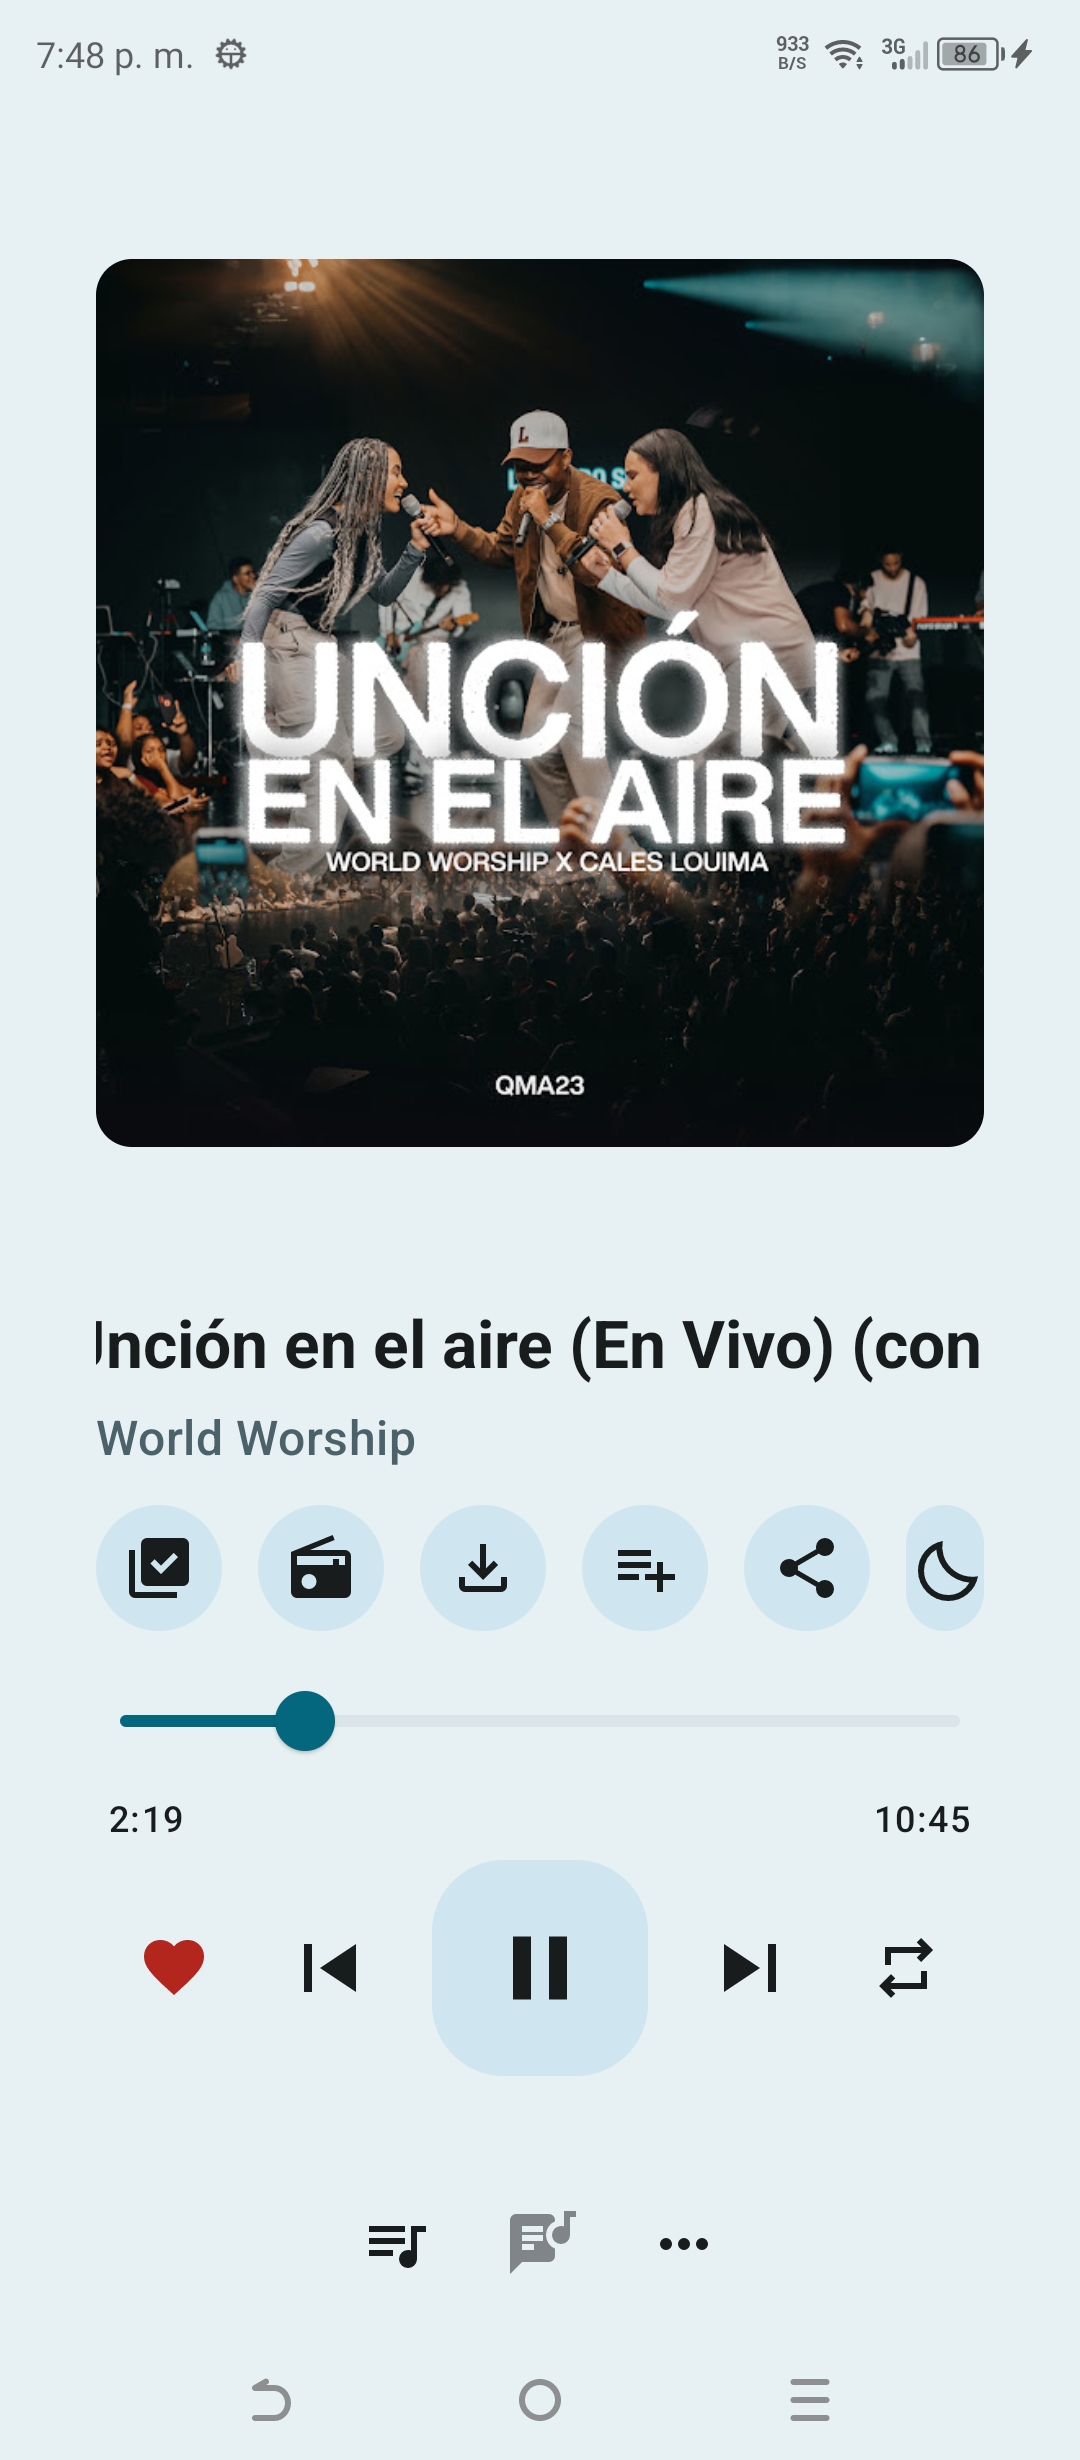 7:48 p. m.
933
B/S
3G
86
L
UNCIÓN
EN EL AIRE
WORLD WORSHIP X CALES LOUIMA
QMA23
Unción en el aire (En Vivo) (con
World Worship
2:19
10:45